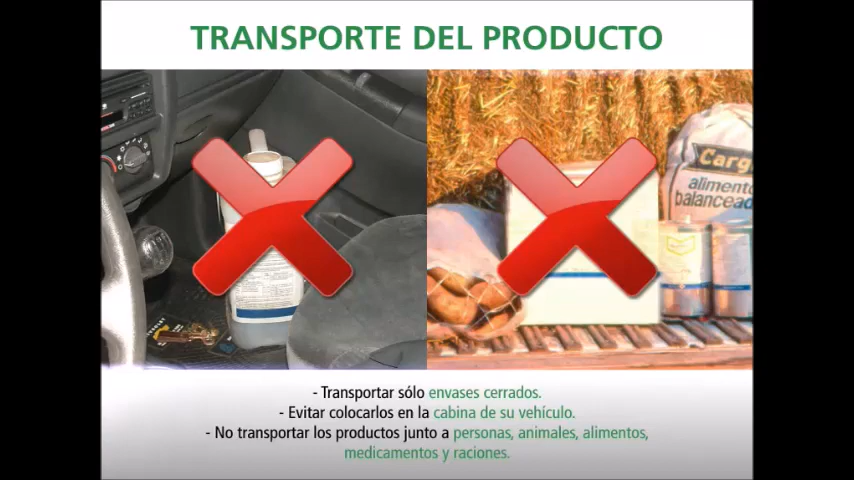 TRANSPORTE DEL PRODUCTO
Carg
alimento
balancead
- Transportar sólo envases cerrados.
- Evitar colocarlos en la cabina de su vehículo.
- No transportar los productos junto a personas, animales, alimentos,
medicamentos y raciones.